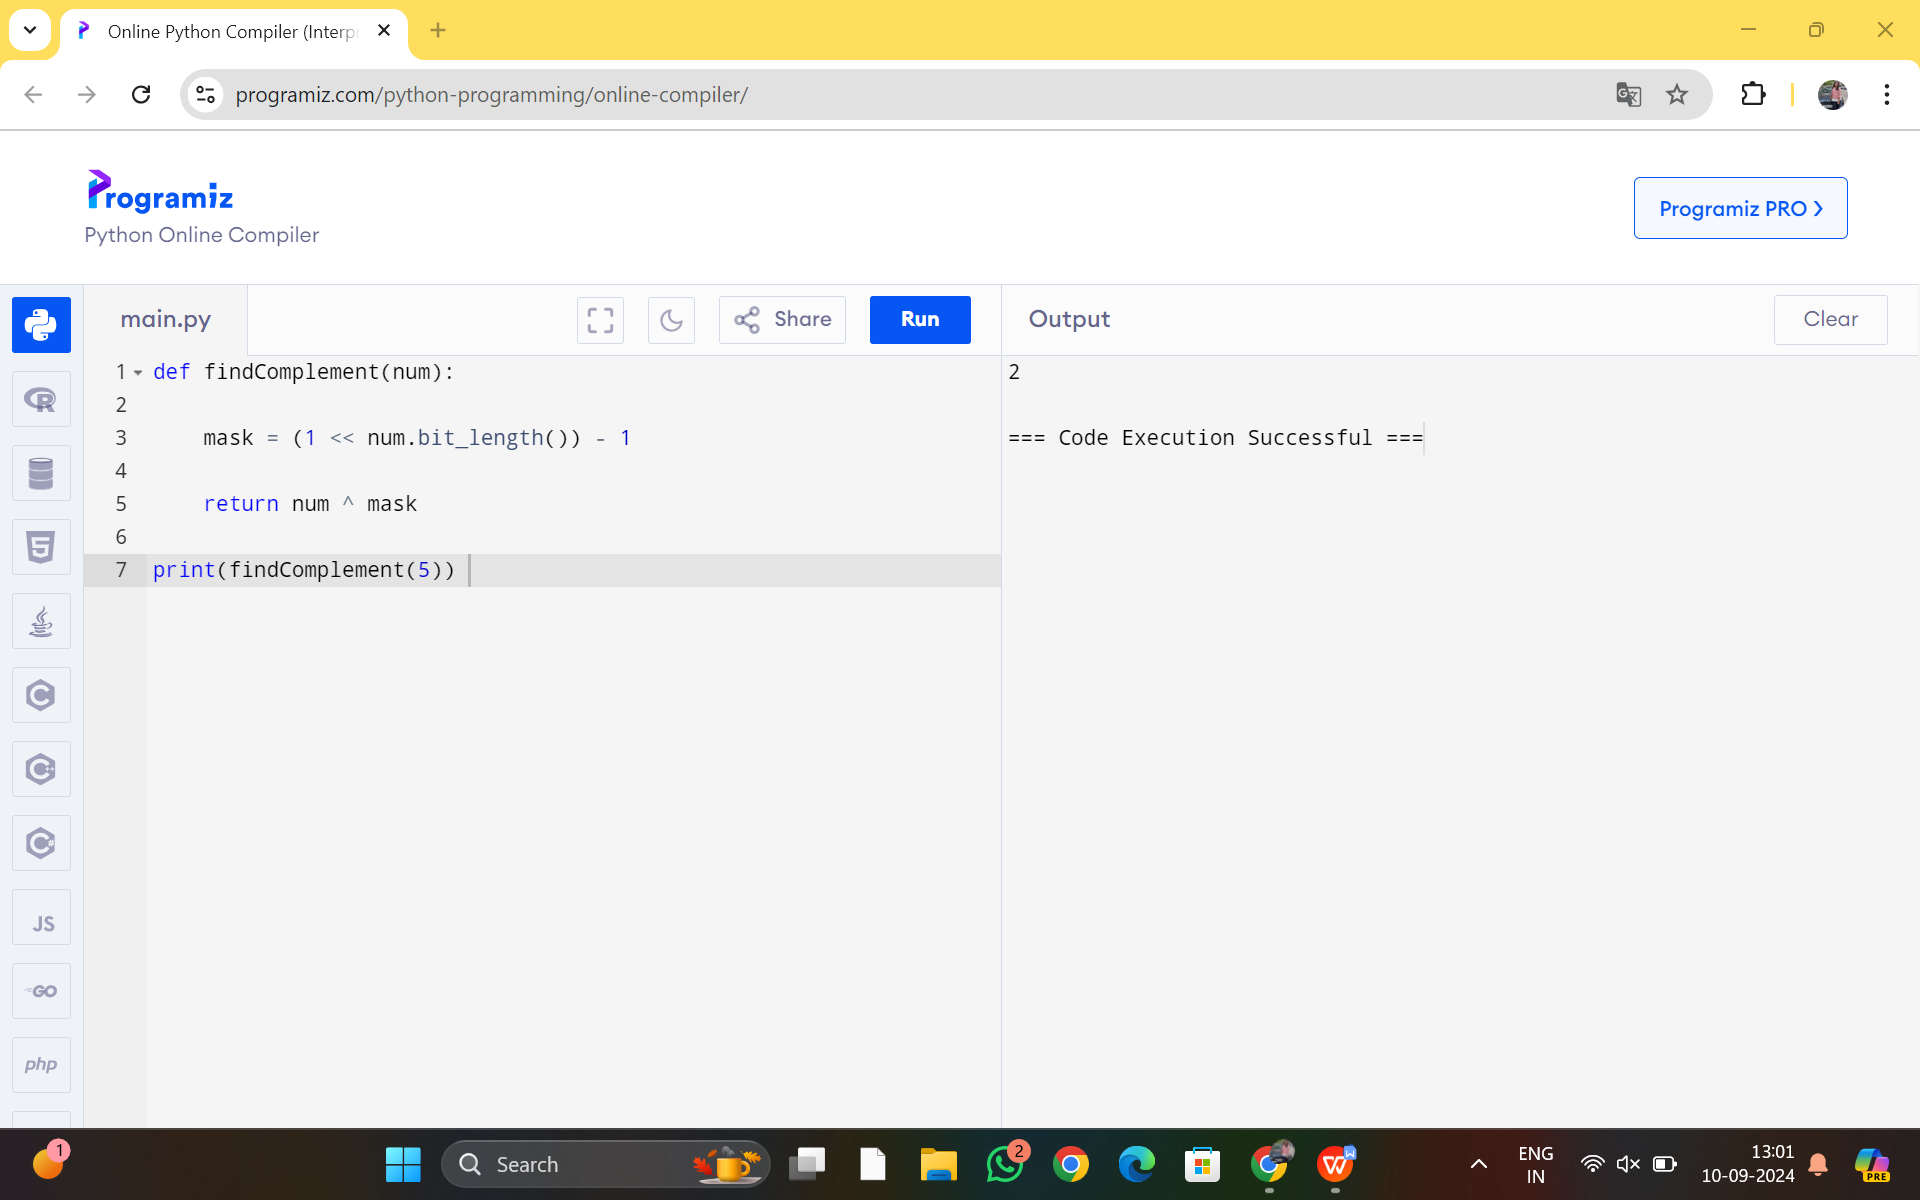 Online Python Compiler (Interp
programiz.com/python-programming/online-compiler/
Programiz
Python Online Compiler
Programiz PRO
main.py
Share
Run
Output
Clear
1 def findComplement(num):
2
3 mask = (1 << num.bit_length()) - 1
4
5 return num ^ mask
6
7 print(findComplement(5))
2
=== Code Execution Successful ===
R
5
C
C++
C#
JS
GO
php
1
Search
2
W
W
ENG
IN
13:01
10-09-2024
PRE